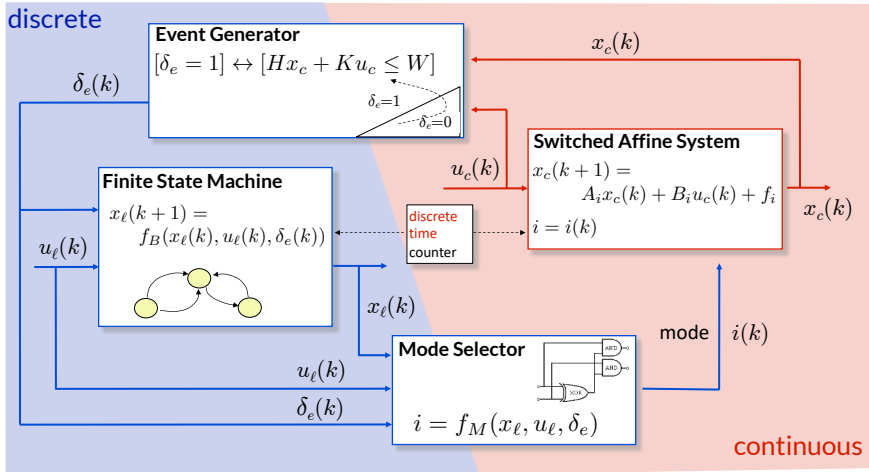 discrete
Event Generator
[δ_e = 1] ↔ [Hx_c + Ku_c ≤ W]
δ_e=1
δ_e=0
x_c(k)
δ_e(k)
u_c(k)
Switched Affine System
x_c(k+1) =
A_i x_c(k) + B_i u_c(k) + f_i
i = i(k)
x_c(k)
Finite State Machine
x_ℓ(k+1) =
f_B(x_ℓ(k), u_ℓ(k), δ_e(k))
u_ℓ(k)
discrete
time
counter
x_ℓ(k)
mode i(k)
Mode Selector
AND
AND
XOR
i = f_M(x_ℓ, u_ℓ, δ_e)
u_ℓ(k)
δ_e(k)
continuous